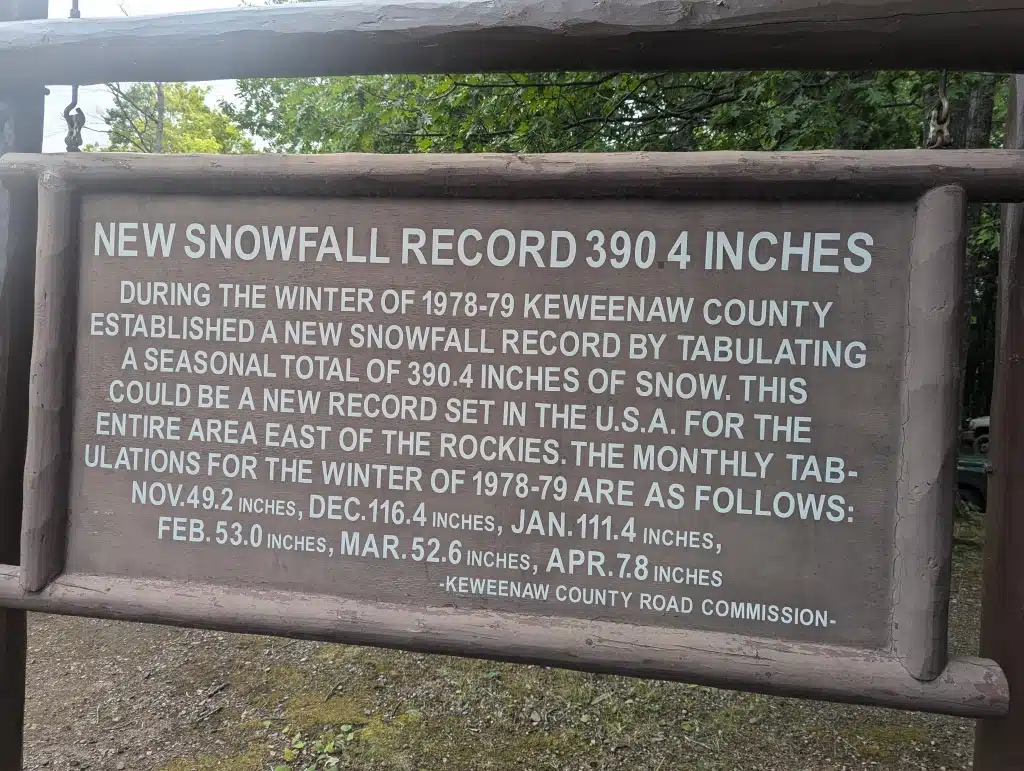 NEW SNOWFALL RECORD 390.4 INCHES
DURING THE WINTER OF 1978-79 KEWEENAW COUNTY
ESTABLISHED A NEW SNOWFALL RECORD BY TABULATING
A SEASONAL TOTAL OF 390.4 INCHES OF SNOW. THIS
COULD BE A NEW RECORD SET IN THE U.S.A. FOR THE
ENTIRE AREA EAST OF THE ROCKIES. THE MONTHLY TAB-
ULATIONS FOR THE WINTER OF 1978-79 ARE AS FOLLOWS:
NOV. 49.2 INCHES, DEC. 116.4 INCHES, JAN. 111.4 INCHES,
FEB. 53.0 INCHES, MAR. 52.6 INCHES, APR. 7.8 INCHES
-KEWEENAW COUNTY ROAD COMMISSION-